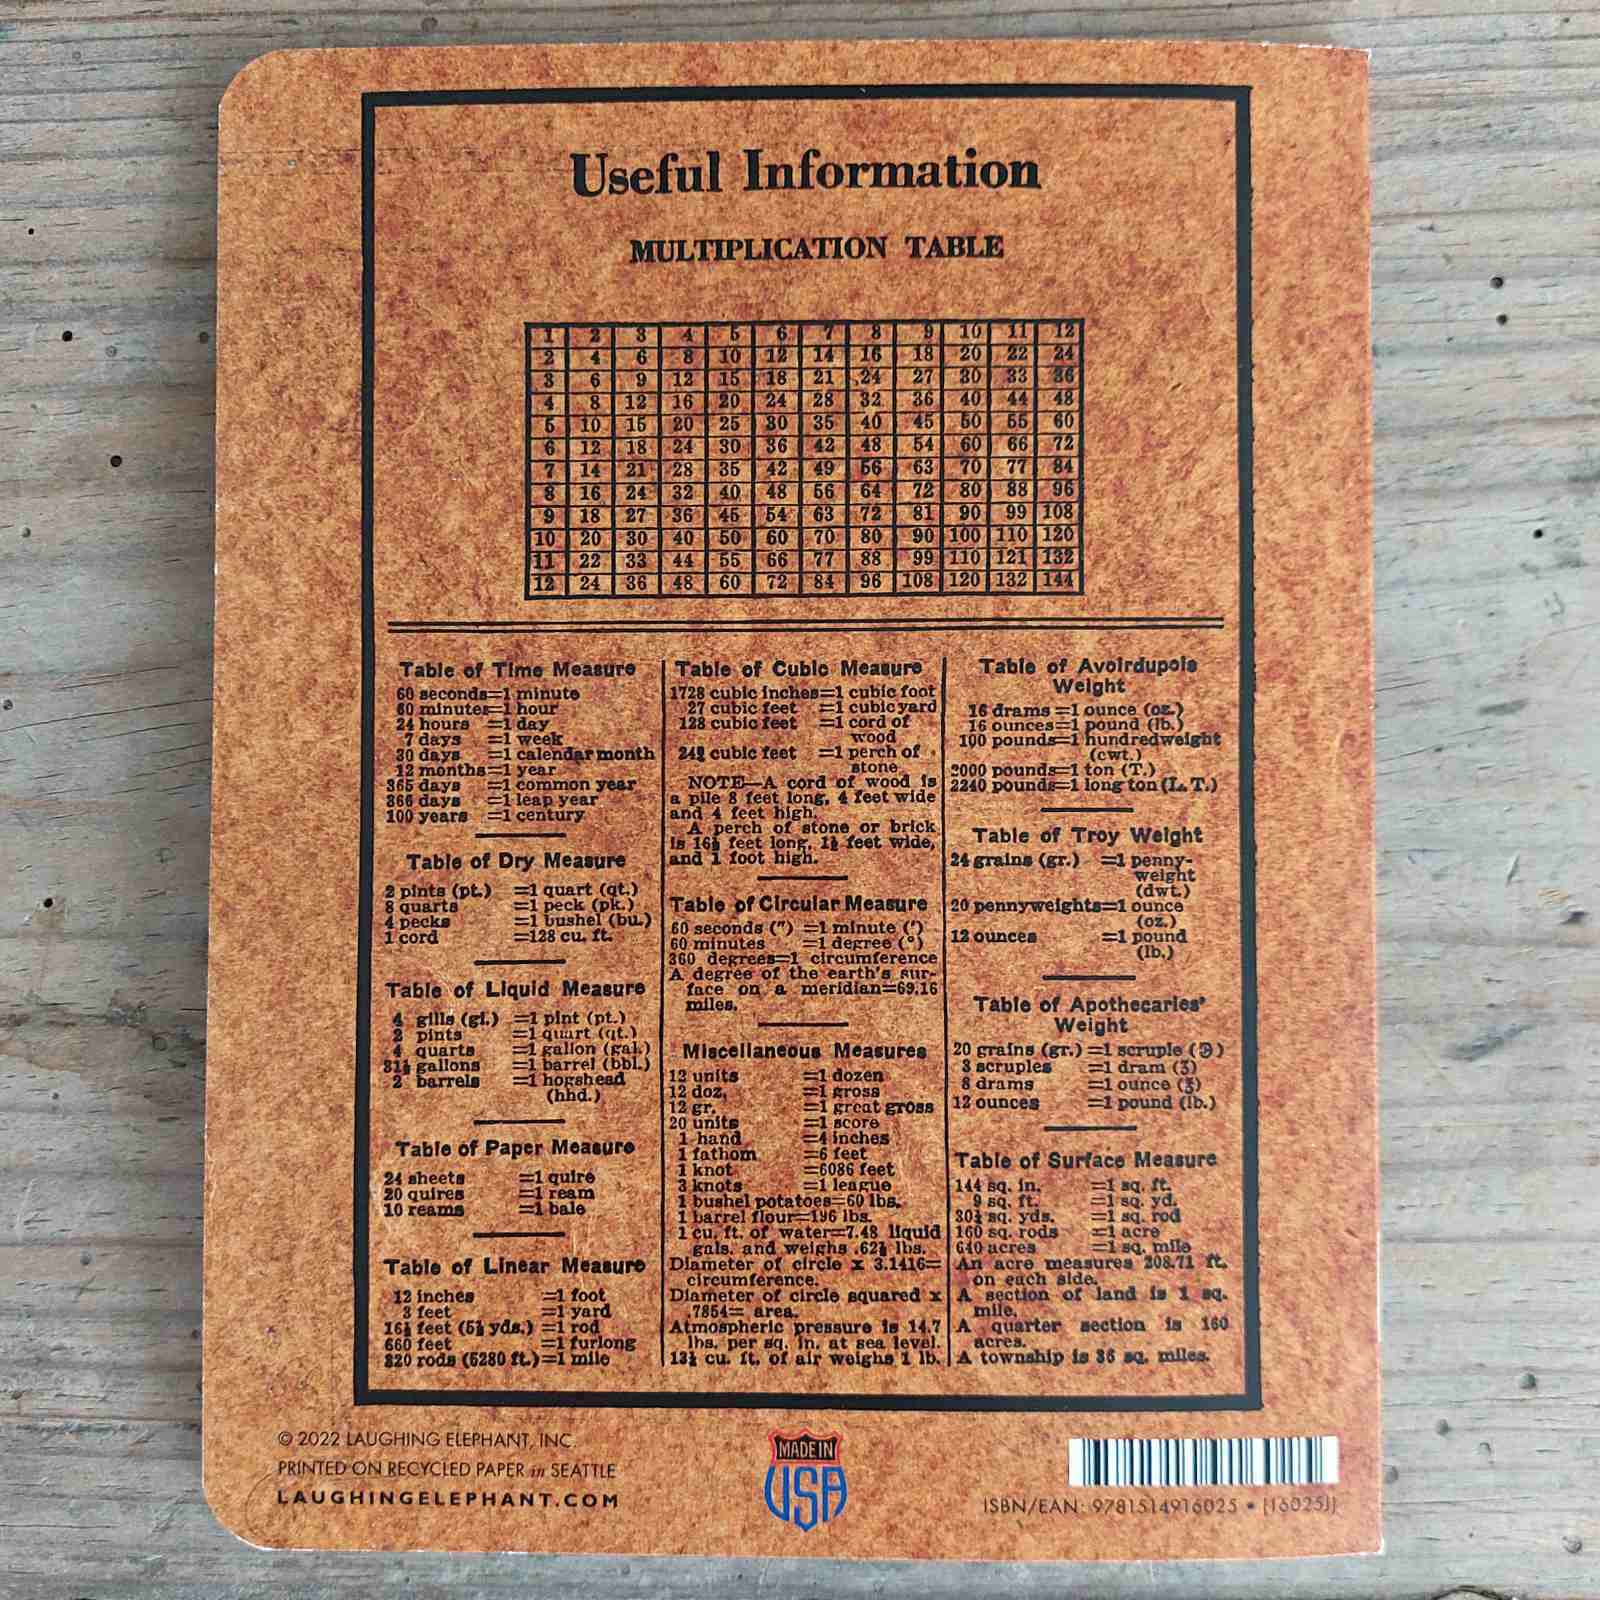 Useful Information
MULTIPLICATION TABLE
1 2 3 4 5 6 7 8 9 10 11 12
2 4 6 8 10 12 14 16 18 20 22 24
3 6 9 12 15 18 21 24 27 30 33 36
4 8 12 16 20 24 28 32 36 40 44 48
5 10 15 20 25 30 35 40 45 50 55 60
6 12 18 24 30 36 42 48 54 60 66 72
7 14 21 28 35 42 49 56 63 70 77 84
8 16 24 32 40 48 56 64 72 80 88 96
9 18 27 36 45 54 63 72 81 90 99 108
10 20 30 40 50 60 70 80 90 100 110 120
11 22 33 44 55 66 77 88 99 110 121 132
12 24 36 48 60 72 84 96 108 120 132 144
Table of Time Measure
60 seconds=1 minute
60 minutes=1 hour
24 hours =1 day
7 days =1 week
30 days =1 calendar month
12 months=1 year
365 days =1 common year
366 days =1 leap year
100 years =1 century
Table of Dry Measure
2 pints (pt.) =1 quart (qt.)
8 quarts =1 peck (pk.)
4 pecks =1 bushel (bu.)
1 cord =128 cu. ft.
Table of Liquid Measure
4 gills (gi.) =1 pint (pt.)
2 pints =1 quart (qt.)
4 quarts =1 gallon (gal.)
31½ gallons =1 barrel (bbl.)
2 barrels =1 hogshead
(hhd.)
Table of Paper Measure
24 sheets =1 quire
20 quires =1 ream
10 reams =1 bale
Table of Linear Measure
12 inches =1 foot
3 feet =1 yard
16½ feet (5½ yds.) =1 rod
660 feet =1 furlong
320 rods (5280 ft.)=1 mile
Table of Cubic Measure
1728 cubic inches=1 cubic foot
27 cubic feet =1 cubic yard
128 cubic feet =1 cord of
wood
cubic feet =1 perch of
stone
NOTE—A cord of wood is
a pile 8 feet long, 4 feet wide
and 4 feet high.
A perch of stone or brick
is 16½ feet long, 1½ feet wide,
and 1 foot high.
Table of Circular Measure
60 seconds (″) =1 minute (′)
60 minutes =1 degree (°)
360 degrees=1 circumference
A degree of the earth's sur-
face on a meridian=69.16
miles.
Miscellaneous Measures
12 units =1 dozen
12 doz. =1 gross
12 gr. =1 great gross
20 units =1 score
1 hand =4 inches
1 fathom =6 feet
1 knot =6086 feet
3 knots =1 league
1 bushel potatoes=60 lbs.
1 barrel flour=196 lbs.
1 cu. ft. of water=7.48 liquid
gals. and weighs .62½ lbs.
Diameter of circle x 3.1416=
circumference.
Diameter of circle squared x
.7854= area.
Atmospheric pressure is 14.7
lbs. per sq. in. at sea level.
13½ cu. ft. of air weighs 1 lb.
Table of Avoirdupois
Weight
16 drams =1 ounce (oz.)
16 ounces=1 pound (lb.)
100 pounds=1 hundredweight
(cwt.)
2000 pounds=1 ton (T.)
2240 pounds=1 long ton (L. T.)
Table of Troy Weight
24 grains (gr.) =1 penny-
weight
(dwt.)
20 pennyweights=1 ounce
(oz.)
12 ounces =1 pound
(lb.)
Table of Apothecaries'
Weight
20 grains (gr.) =1 scruple (℈)
3 scruples =1 dram (ʒ)
8 drams =1 ounce (℥)
12 ounces =1 pound (lb.)
Table of Surface Measure
144 sq. in. =1 sq. ft.
9 sq. ft. =1 sq. yd.
30¼ sq. yds. =1 sq. rod
160 sq. rods =1 acre
640 acres =1 sq. mile
An acre measures 208.71 ft.
on each side.
A section of land is 1 sq.
mile.
A quarter section is 160
acres.
A township is 36 sq. miles.
© 2022 LAUGHING ELEPHANT, INC.
PRINTED ON RECYCLED PAPER in SEATTLE
LAUGHINGELEPHANT.COM
MADE IN
USA
ISBN/EAN: 9781514916025 • [16025J]